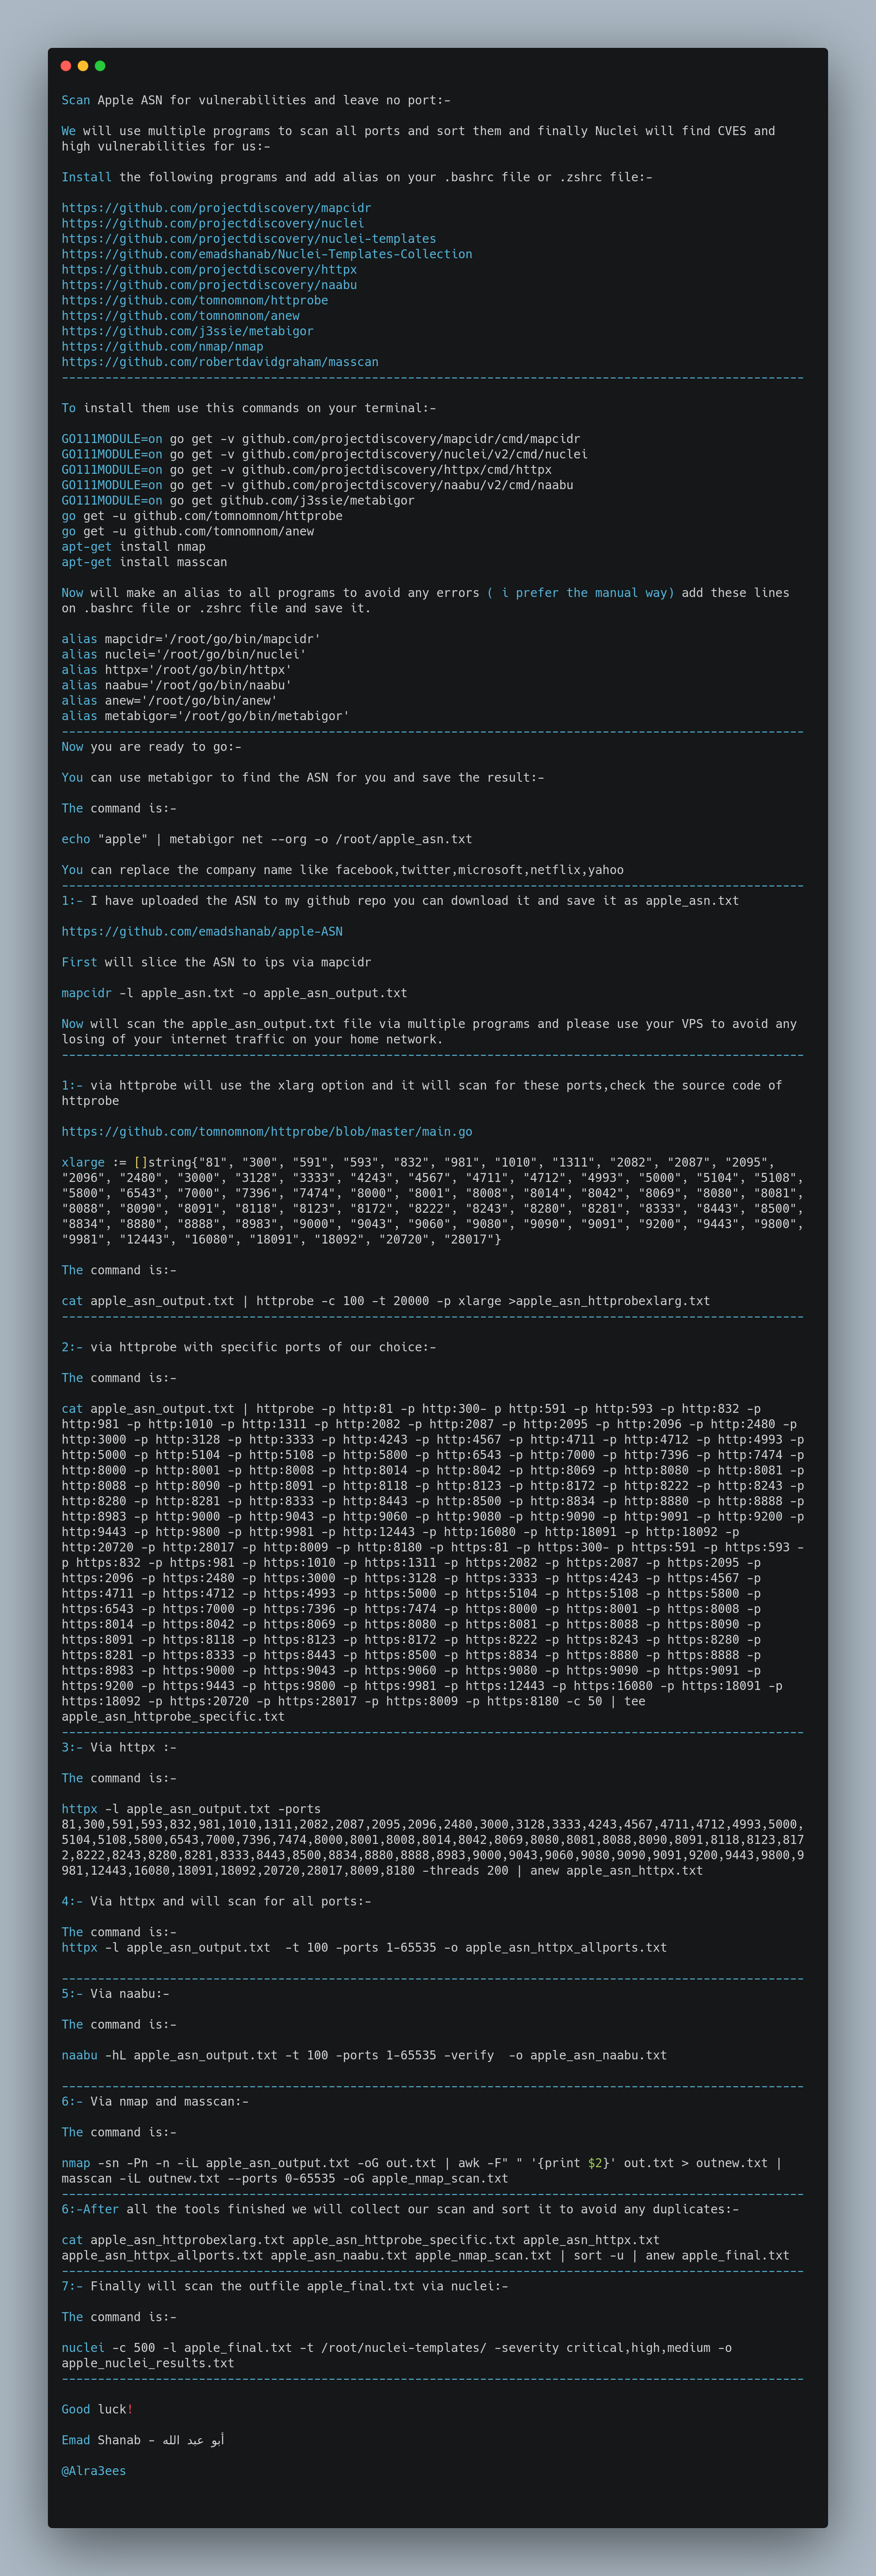 Scan Apple ASN for vulnerabilities and leave no port:-
We will use multiple programs to scan all ports and sort them and finally Nuclei will find CVES and
high vulnerabilities for us:-
Install the following programs and add alias on your .bashrc file or .zshrc file:-
https://github.com/projectdiscovery/mapcidr
https://github.com/projectdiscovery/nuclei
https://github.com/projectdiscovery/nuclei-templates
https://github.com/emadshanab/Nuclei-Templates-Collection
https://github.com/projectdiscovery/httpx
https://github.com/projectdiscovery/naabu
https://github.com/tomnomnom/httprobe
https://github.com/tomnomnom/anew
https://github.com/j3ssie/metabigor
https://github.com/nmap/nmap
https://github.com/robertdavidgraham/masscan
-------------------------------------------------------------------------------------------------------
To install them use this commands on your terminal:-
GO111MODULE=on go get -v github.com/projectdiscovery/mapcidr/cmd/mapcidr
GO111MODULE=on go get -v github.com/projectdiscovery/nuclei/v2/cmd/nuclei
GO111MODULE=on go get -v github.com/projectdiscovery/httpx/cmd/httpx
GO111MODULE=on go get -v github.com/projectdiscovery/naabu/v2/cmd/naabu
GO111MODULE=on go get github.com/j3ssie/metabigor
go get -u github.com/tomnomnom/httprobe
go get -u github.com/tomnomnom/anew
apt-get install nmap
apt-get install masscan
Now will make an alias to all programs to avoid any errors ( i prefer the manual way) add these lines
on .bashrc file or .zshrc file and save it.
alias mapcidr='/root/go/bin/mapcidr'
alias nuclei='/root/go/bin/nuclei'
alias httpx='/root/go/bin/httpx'
alias naabu='/root/go/bin/naabu'
alias anew='/root/go/bin/anew'
alias metabigor='/root/go/bin/metabigor'
-------------------------------------------------------------------------------------------------------
Now you are ready to go:-
You can use metabigor to find the ASN for you and save the result:-
The command is:-
echo "apple" | metabigor net --org -o /root/apple_asn.txt
You can replace the company name like facebook,twitter,microsoft,netflix,yahoo
-------------------------------------------------------------------------------------------------------
1:- I have uploaded the ASN to my github repo you can download it and save it as apple_asn.txt
https://github.com/emadshanab/apple-ASN
First will slice the ASN to ips via mapcidr
mapcidr -l apple_asn.txt -o apple_asn_output.txt
Now will scan the apple_asn_output.txt file via multiple programs and please use your VPS to avoid any
losing of your internet traffic on your home network.
-------------------------------------------------------------------------------------------------------
1:- via httprobe will use the xlarg option and it will scan for these ports,check the source code of
httprobe
https://github.com/tomnomnom/httprobe/blob/master/main.go
xlarge := []string{"81", "300", "591", "593", "832", "981", "1010", "1311", "2082", "2087", "2095",
"2096", "2480", "3000", "3128", "3333", "4243", "4567", "4711", "4712", "4993", "5000", "5104", "5108",
"5800", "6543", "7000", "7396", "7474", "8000", "8001", "8008", "8014", "8042", "8069", "8080", "8081",
"8088", "8090", "8091", "8118", "8123", "8172", "8222", "8243", "8280", "8281", "8333", "8443", "8500",
"8834", "8880", "8888", "8983", "9000", "9043", "9060", "9080", "9090", "9091", "9200", "9443", "9800",
"9981", "12443", "16080", "18091", "18092", "20720", "28017"}
The command is:-
cat apple_asn_output.txt | httprobe -c 100 -t 20000 -p xlarge >apple_asn_httprobexlarg.txt
-------------------------------------------------------------------------------------------------------
2:- via httprobe with specific ports of our choice:-
The command is:-
cat apple_asn_output.txt | httprobe -p http:81 -p http:300- p http:591 -p http:593 -p http:832 -p
http:981 -p http:1010 -p http:1311 -p http:2082 -p http:2087 -p http:2095 -p http:2096 -p http:2480 -p
http:3000 -p http:3128 -p http:3333 -p http:4243 -p http:4567 -p http:4711 -p http:4712 -p http:4993 -p
http:5000 -p http:5104 -p http:5108 -p http:5800 -p http:6543 -p http:7000 -p http:7396 -p http:7474 -p
http:8000 -p http:8001 -p http:8008 -p http:8014 -p http:8042 -p http:8069 -p http:8080 -p http:8081 -p
http:8088 -p http:8090 -p http:8091 -p http:8118 -p http:8123 -p http:8172 -p http:8222 -p http:8243 -p
http:8280 -p http:8281 -p http:8333 -p http:8443 -p http:8500 -p http:8834 -p http:8880 -p http:8888 -p
http:8983 -p http:9000 -p http:9043 -p http:9060 -p http:9080 -p http:9090 -p http:9091 -p http:9200 -p
http:9443 -p http:9800 -p http:9981 -p http:12443 -p http:16080 -p http:18091 -p http:18092 -p
http:20720 -p http:28017 -p http:8009 -p http:8180 -p https:81 -p https:300- p https:591 -p https:593 -
p https:832 -p https:981 -p https:1010 -p https:1311 -p https:2082 -p https:2087 -p https:2095 -p
https:2096 -p https:2480 -p https:3000 -p https:3128 -p https:3333 -p https:4243 -p https:4567 -p
https:4711 -p https:4712 -p https:4993 -p https:5000 -p https:5104 -p https:5108 -p https:5800 -p
https:6543 -p https:7000 -p https:7396 -p https:7474 -p https:8000 -p https:8001 -p https:8008 -p
https:8014 -p https:8042 -p https:8069 -p https:8080 -p https:8081 -p https:8088 -p https:8090 -p
https:8091 -p https:8118 -p https:8123 -p https:8172 -p https:8222 -p https:8243 -p https:8280 -p
https:8281 -p https:8333 -p https:8443 -p https:8500 -p https:8834 -p https:8880 -p https:8888 -p
https:8983 -p https:9000 -p https:9043 -p https:9060 -p https:9080 -p https:9090 -p https:9091 -p
https:9200 -p https:9443 -p https:9800 -p https:9981 -p https:12443 -p https:16080 -p https:18091 -p
https:18092 -p https:20720 -p https:28017 -p https:8009 -p https:8180 -c 50 | tee
apple_asn_httprobe_specific.txt
-------------------------------------------------------------------------------------------------------
3:- Via httpx :-
The command is:-
httpx -l apple_asn_output.txt -ports
81,300,591,593,832,981,1010,1311,2082,2087,2095,2096,2480,3000,3128,3333,4243,4567,4711,4712,4993,5000,
5104,5108,5800,6543,7000,7396,7474,8000,8001,8008,8014,8042,8069,8080,8081,8088,8090,8091,8118,8123,817
2,8222,8243,8280,8281,8333,8443,8500,8834,8880,8888,8983,9000,9043,9060,9080,9090,9091,9200,9443,9800,9
981,12443,16080,18091,18092,20720,28017,8009,8180 -threads 200 | anew apple_asn_httpx.txt
4:- Via httpx and will scan for all ports:-
The command is:-
httpx -l apple_asn_output.txt  -t 100 -ports 1-65535 -o apple_asn_httpx_allports.txt
-------------------------------------------------------------------------------------------------------
5:- Via naabu:-
The command is:-
naabu -hL apple_asn_output.txt -t 100 -ports 1-65535 -verify  -o apple_asn_naabu.txt
-------------------------------------------------------------------------------------------------------
6:- Via nmap and masscan:-
The command is:-
nmap -sn -Pn -n -iL apple_asn_output.txt -oG out.txt | awk -F" " '{print $2}' out.txt > outnew.txt |
masscan -iL outnew.txt --ports 0-65535 -oG apple_nmap_scan.txt
-------------------------------------------------------------------------------------------------------
6:-After all the tools finished we will collect our scan and sort it to avoid any duplicates:-
cat apple_asn_httprobexlarg.txt apple_asn_httprobe_specific.txt apple_asn_httpx.txt
apple_asn_httpx_allports.txt apple_asn_naabu.txt apple_nmap_scan.txt | sort -u | anew apple_final.txt
-------------------------------------------------------------------------------------------------------
7:- Finally will scan the outfile apple_final.txt via nuclei:-
The command is:-
nuclei -c 500 -l apple_final.txt -t /root/nuclei-templates/ -severity critical,high,medium -o
apple_nuclei_results.txt
-------------------------------------------------------------------------------------------------------
Good luck!
Emad Shanab - أبو عبد الله
@Alra3ees